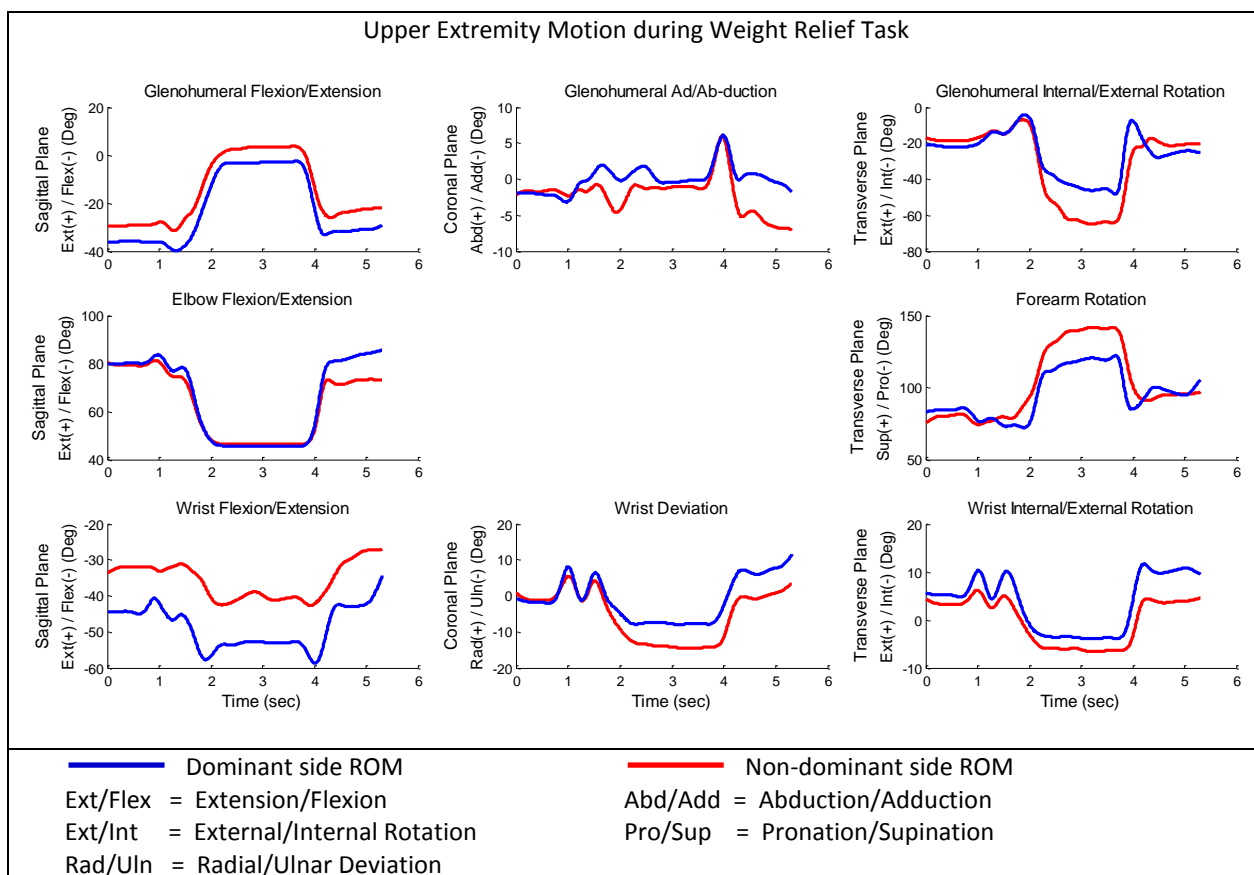 Upper Extremity Motion during Weight Relief Task
Glenohumeral Flexion/Extension
Sagittal Plane
Ext(+) / Flex(-) (Deg)
20
0
-20
-40
0 1 2 3 4 5 6
Glenohumeral Ad/Ab-duction
Coronal Plane
Abd(+) / Add(-) (Deg)
10
5
0
-5
-10
0 1 2 3 4 5 6
Glenohumeral Internal/External Rotation
Transverse Plane
Ext(+) / Int(-) (Deg)
0
-20
-40
-60
-80
0 1 2 3 4 5 6
Elbow Flexion/Extension
Sagittal Plane
Ext(+) / Flex(-) (Deg)
100
80
60
40
0 1 2 3 4 5 6
Forearm Rotation
Transverse Plane
Sup(+) / Pro(-) (Deg)
150
100
50
0 1 2 3 4 5 6
Wrist Flexion/Extension
Sagittal Plane
Ext(+) / Flex(-) (Deg)
-20
-30
-40
-50
-60
0 1 2 3 4 5 6
Time (sec)
Wrist Deviation
Coronal Plane
Rad(+) / Uln(-) (Deg)
20
10
0
-10
-20
0 1 2 3 4 5 6
Time (sec)
Wrist Internal/External Rotation
Transverse Plane
Ext(+) / Int(-) (Deg)
20
10
0
-10
0 1 2 3 4 5 6
Time (sec)
Dominant side ROM
Non-dominant side ROM
Ext/Flex = Extension/Flexion
Abd/Add = Abduction/Adduction
Ext/Int = External/Internal Rotation
Pro/Sup = Pronation/Supination
Rad/Uln = Radial/Ulnar Deviation